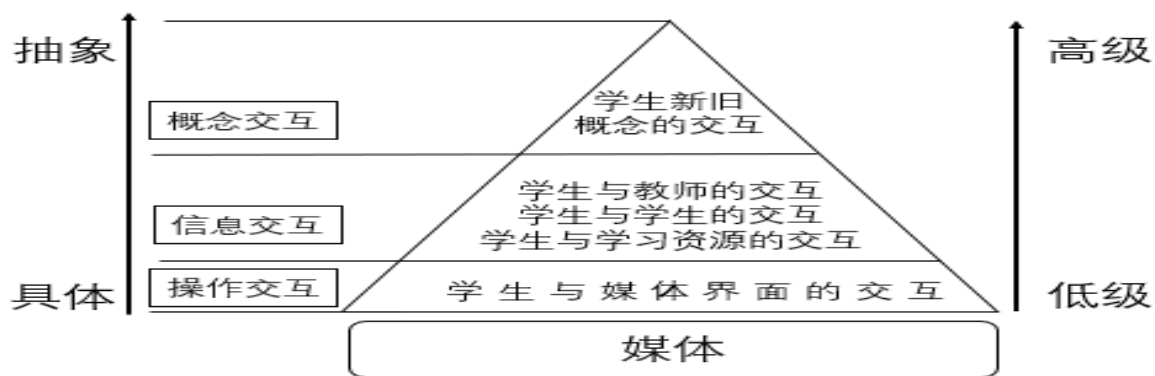 抽象
高级
概念交互
学生新旧
概念的交互
信息交互
学生与教师的交互
学生与学生的交互
学生与学习资源的交互
操作交互
学生与媒体界面的交互
具体
低级
媒体